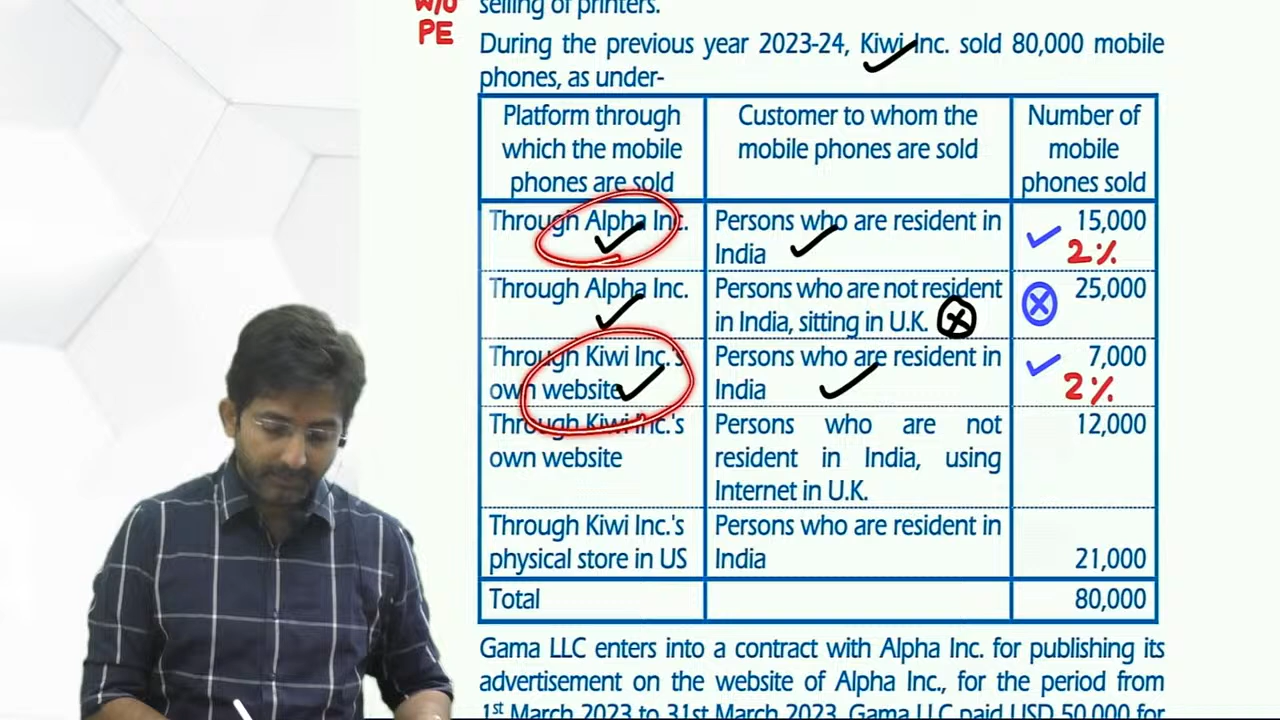 selling of printers.
W/O
PE
During the previous year 2023-24, Kiwi Inc. sold 80,000 mobile
phones, as under-
Platform through which the mobile phones are sold
Customer to whom the mobile phones are sold
Number of mobile phones sold
Through Alpha Inc.
Persons who are resident in India
15,000
2%
Through Alpha Inc.
Persons who are not resident in India, sitting in U.K.
25,000
Through Kiwi Inc.'s own website
Persons who are resident in India
7,000
2%
Through Kiwi Inc.'s own website
Persons who are not resident in India, using Internet in U.K.
12,000
Through Kiwi Inc.'s physical store in US
Persons who are resident in India
21,000
Total
80,000
Gama LLC enters into a contract with Alpha Inc. for publishing its
advertisement on the website of Alpha Inc., for the period from
1st March 2023 to 31st March 2023. Gama LLC paid USD 50,000 for